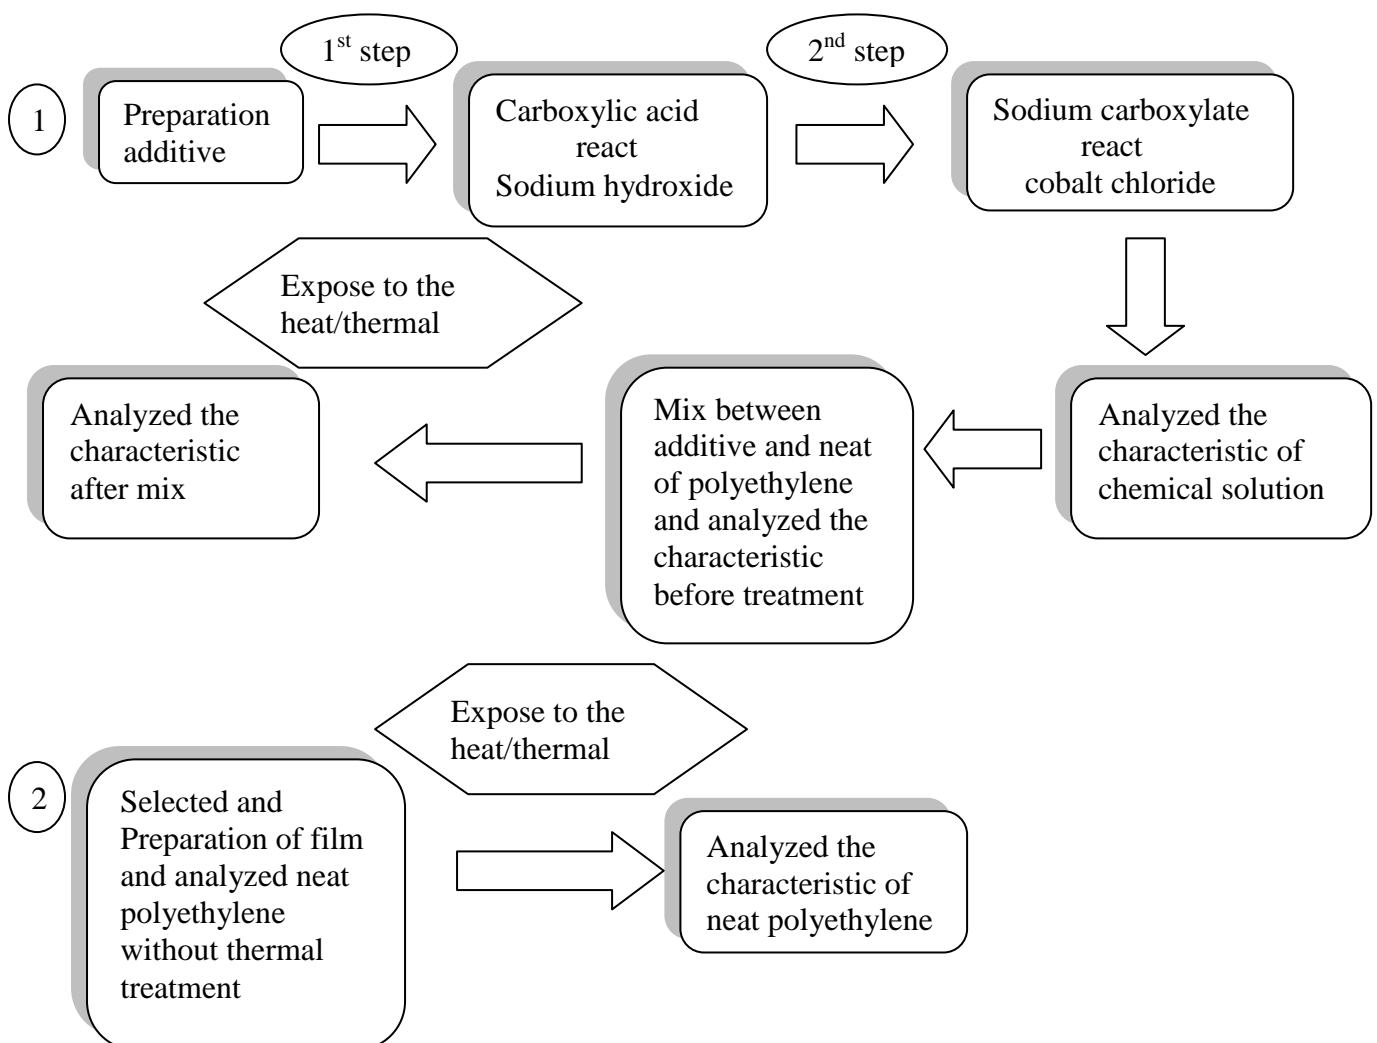 1st step
2nd step
1
Preparation
additive
Carboxylic acid
react
Sodium hydroxide
Sodium carboxylate
react
cobalt chloride
Expose to the
heat/thermal
Analyzed the
characteristic of
chemical solution
Mix between
additive and neat
of polyethylene
and analyzed the
characteristic
before treatment
Analyzed the
characteristic
after mix
Expose to the
heat/thermal
2
Selected and
Preparation of film
and analyzed neat
polyethylene
without thermal
treatment
Analyzed the
characteristic of
neat polyethylene